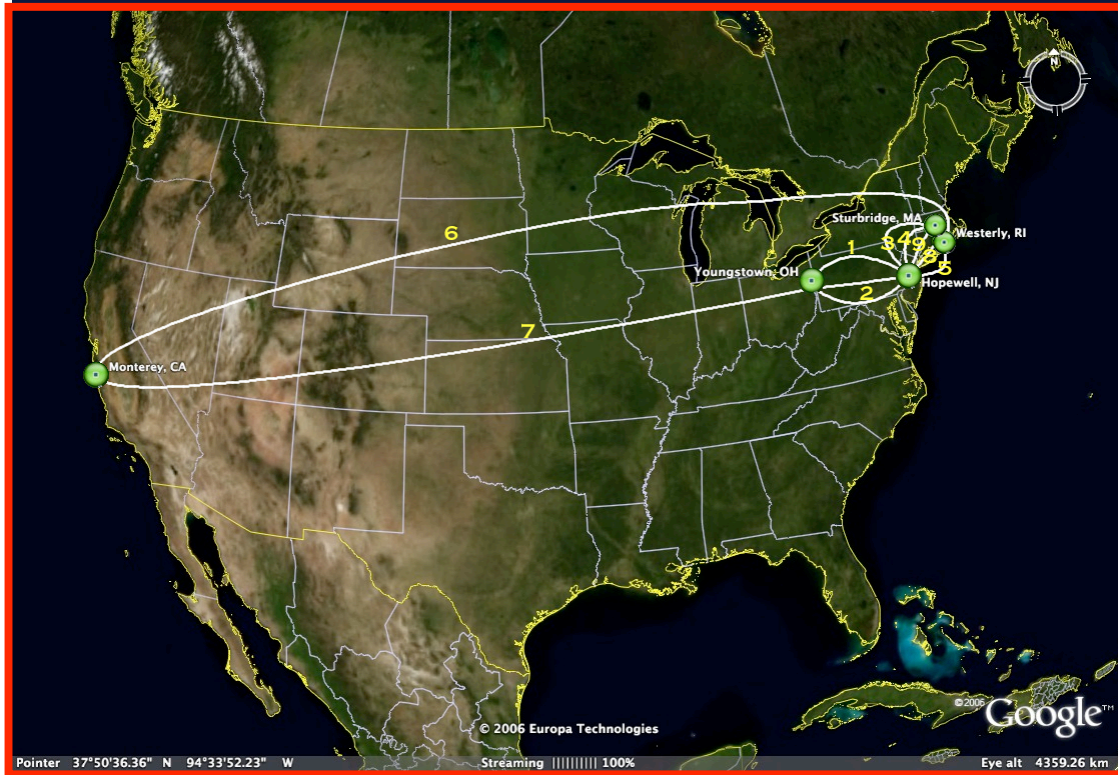 N
Sturbridge, MA
Westerly, RI
6
1
3
4
9
8
5
Youngstown, OH
Hopewell, NJ
2
7
Monterey, CA
© 2006 Europa Technologies
©2006 Google™
Pointer 37°50'36.36" N 94°33'52.23" W Streaming |||||||||| 100% Eye alt 4359.26 km